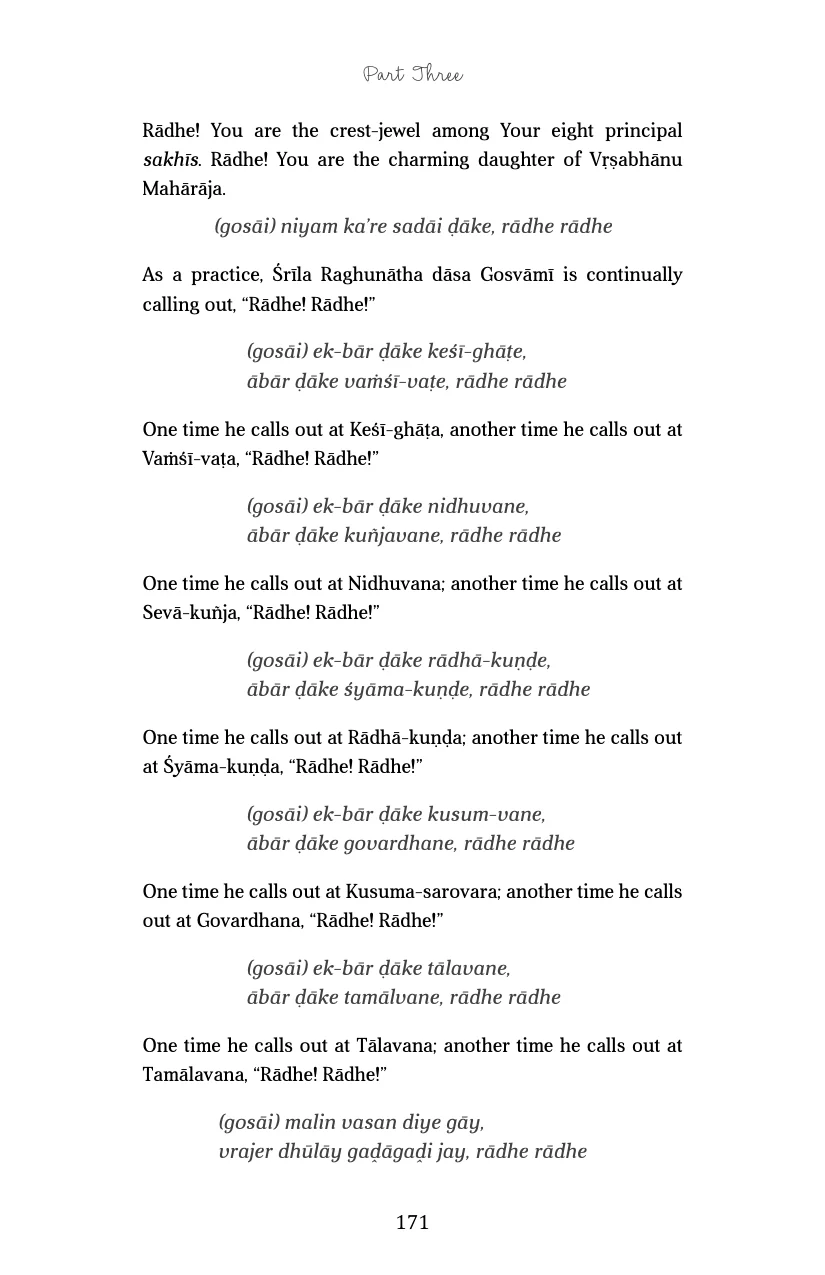 Part Three
Rādhe! You are the crest-jewel among Your eight principal
sakhīs. Rādhe! You are the charming daughter of Vṛṣabhānu
Mahārāja.
(gosāi) niyam ka’re sadāi ḍāke, rādhe rādhe
As a practice, Śrīla Raghunātha dāsa Gosvāmī is continually
calling out, “Rādhe! Rādhe!”
(gosāi) ek-bār ḍāke keśī-ghāṭe,
ābār ḍāke vaṁśī-vaṭe, rādhe rādhe
One time he calls out at Keśī-ghāṭa, another time he calls out at
Vaṁśī-vaṭa, “Rādhe! Rādhe!”
(gosāi) ek-bār ḍāke nidhuvane,
ābār ḍāke kuñjavane, rādhe rādhe
One time he calls out at Nidhuvana; another time he calls out at
Sevā-kuñja, “Rādhe! Rādhe!”
(gosāi) ek-bār ḍāke rādhā-kuṇḍe,
ābār ḍāke śyāma-kuṇḍe, rādhe rādhe
One time he calls out at Rādhā-kuṇḍa; another time he calls out
at Śyāma-kuṇḍa, “Rādhe! Rādhe!”
(gosāi) ek-bār ḍāke kusum-vane,
ābār ḍāke govardhane, rādhe rādhe
One time he calls out at Kusuma-sarovara; another time he calls
out at Govardhana, “Rādhe! Rādhe!”
(gosāi) ek-bār ḍāke tālavane,
ābār ḍāke tamālvane, rādhe rādhe
One time he calls out at Tālavana; another time he calls out at
Tamālavana, “Rādhe! Rādhe!”
(gosāi) malin vasan diye gāy,
vrajer dhūlāy gaḓāgaḓi jay, rādhe rādhe
171